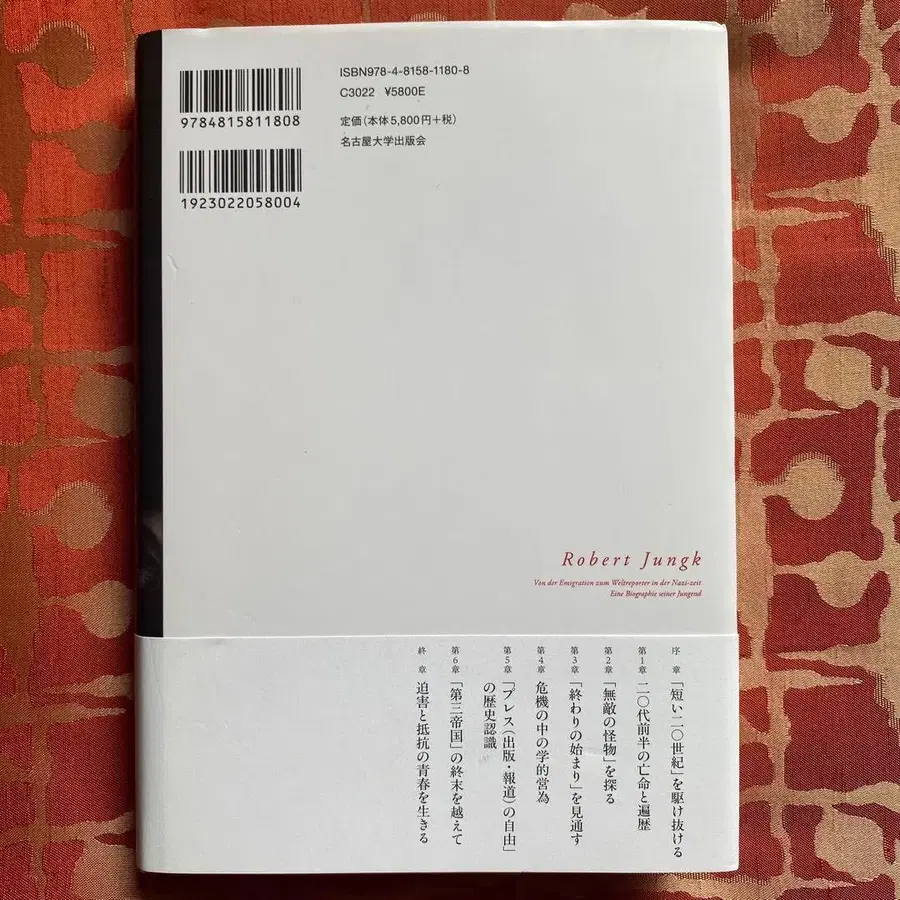 ISBN978-4-8158-1180-8
C3022 ¥5800E
定価(本体5,800円+税)
名古屋大学出版会
9784815811808
1923022058004
Robert Jungk
Von der Emigration zum Weltreporter in der Nazi-zeit
Eine Biographie seiner Jungend
序章 「短い二〇世紀」を駆け抜ける
第1章 二〇代前半の亡命と遍歴
第2章 「無敵の怪物」を探る
第3章 「終わりの始まり」を見通す
第4章 危機の中の学的営為
第5章 「プレス(出版・報道)の自由」
の歴史認識
第6章 「第三帝国」の終末を越えて
終章 迫害と抵抗の青春を生きる